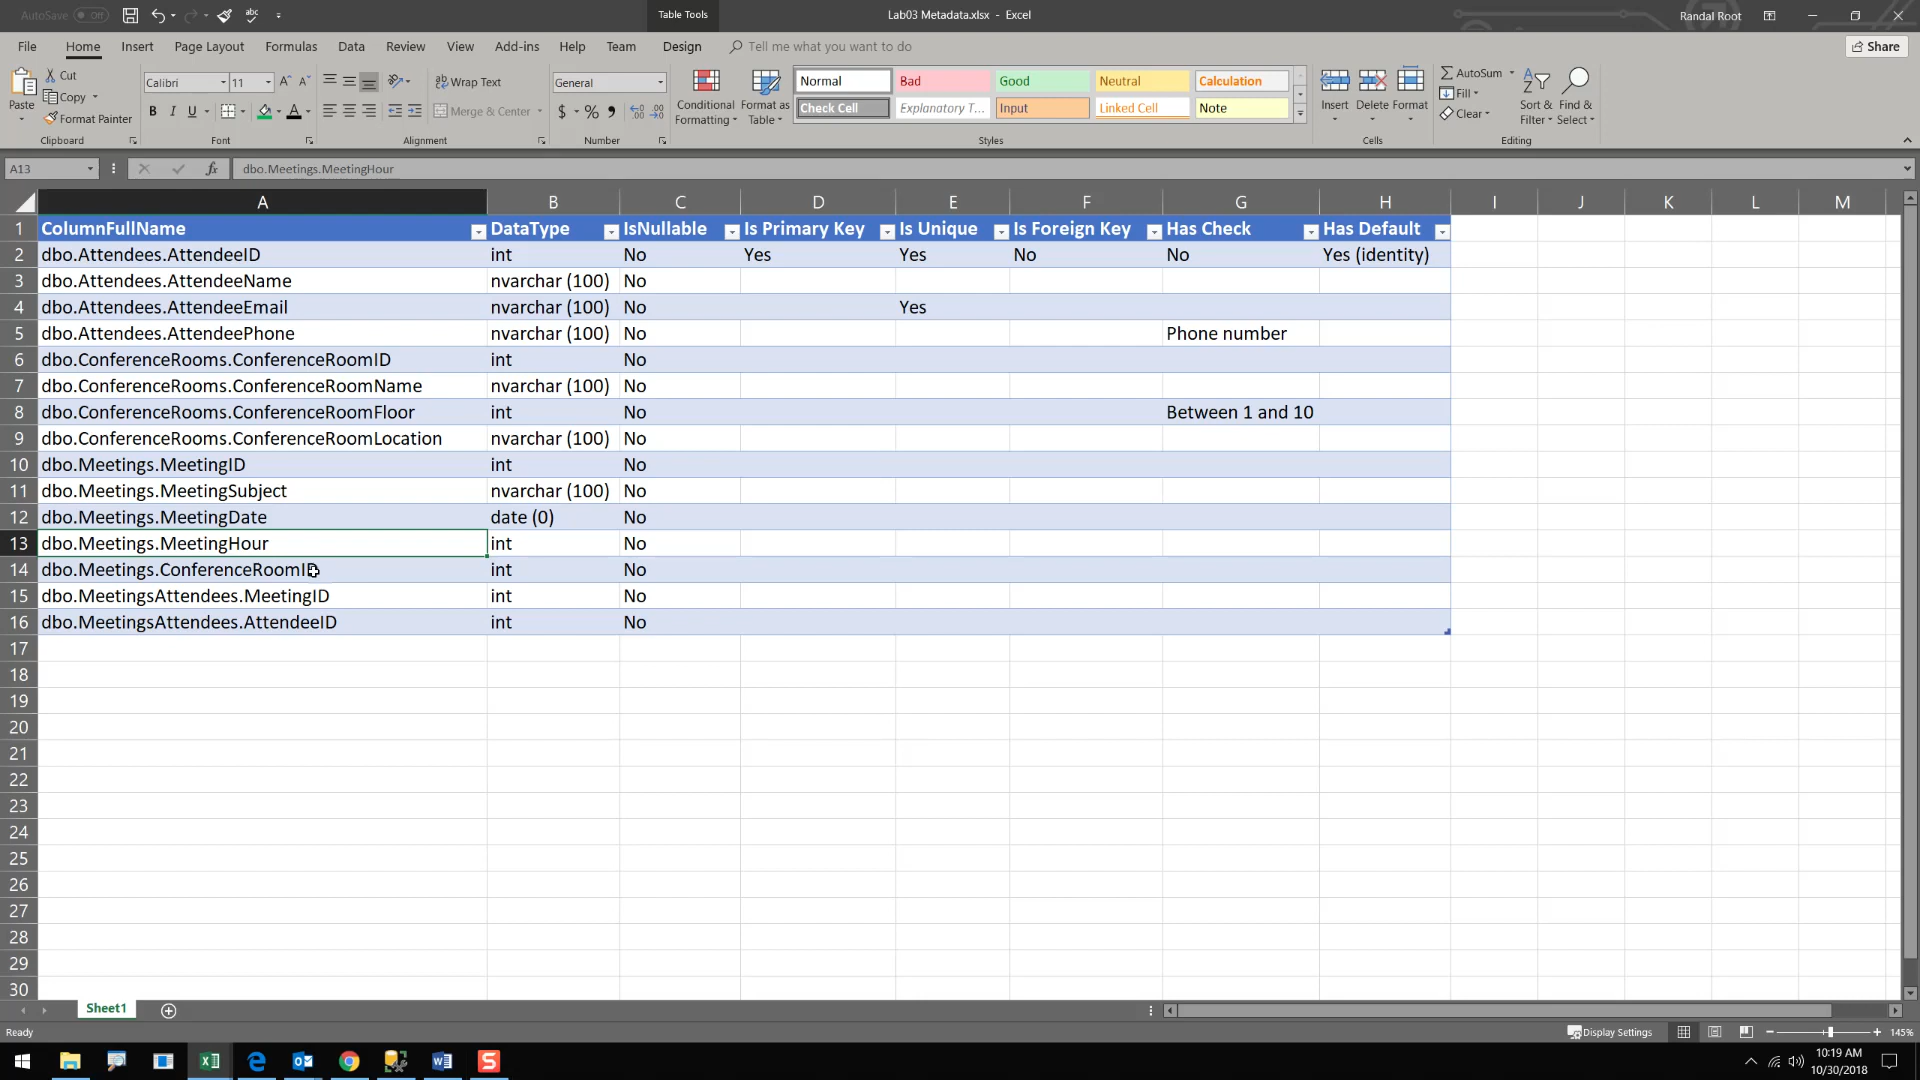 AutoSave Off
Table Tools
Lab03 Metadata.xlsx - Excel
Randal Root
File Home Insert Page Layout Formulas Data Review View Add-ins Help Team Design Tell me what you want to do
Share
Paste
Cut
Copy
Format Painter
Calibri 11
B I U
Wrap Text
Merge & Center
General
$ % ,
Conditional Formatting
Format as Table
Normal Bad Good Neutral Calculation
Check Cell Explanatory T... Input Linked Cell Note
Insert Delete Format
AutoSum
Fill
Clear
Sort & Filter
Find & Select
Clipboard Font Alignment Number Styles Cells Editing
A13 fx dbo.Meetings.MeetingHour
A B C D E F G H I J K L M
1 ColumnFullName DataType IsNullable Is Primary Key Is Unique Is Foreign Key Has Check Has Default
2 dbo.Attendees.AttendeeID int No Yes Yes No No Yes (identity)
3 dbo.Attendees.AttendeeName nvarchar (100) No
4 dbo.Attendees.AttendeeEmail nvarchar (100) No Yes
5 dbo.Attendees.AttendeePhone nvarchar (100) No Phone number
6 dbo.ConferenceRooms.ConferenceRoomID int No
7 dbo.ConferenceRooms.ConferenceRoomName nvarchar (100) No
8 dbo.ConferenceRooms.ConferenceRoomFloor int No Between 1 and 10
9 dbo.ConferenceRooms.ConferenceRoomLocation nvarchar (100) No
10 dbo.Meetings.MeetingID int No
11 dbo.Meetings.MeetingSubject nvarchar (100) No
12 dbo.Meetings.MeetingDate date (0) No
13 dbo.Meetings.MeetingHour int No
14 dbo.Meetings.ConferenceRoomID int No
15 dbo.MeetingsAttendees.MeetingID int No
16 dbo.MeetingsAttendees.AttendeeID int No
17
18
19
20
21
22
23
24
25
26
27
28
29
30
Sheet1
Ready
Display Settings
145%
10:19 AM
10/30/2018